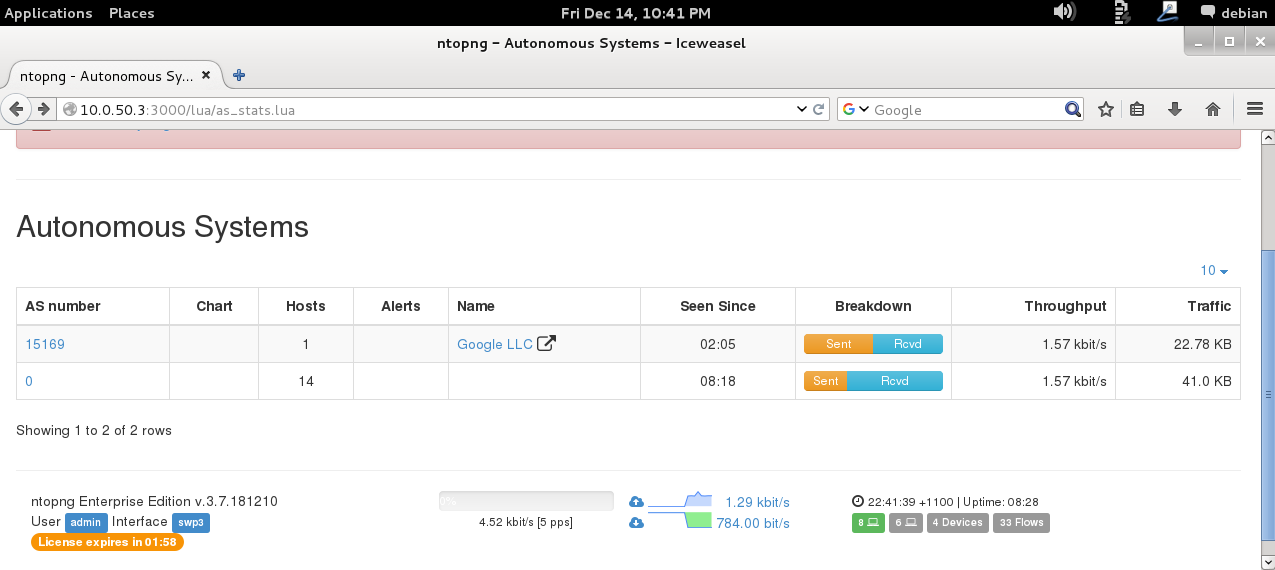 Applications Places Fri Dec 14, 10:41 PM debian
ntopng - Autonomous Systems - Iceweasel
ntopng - Autonomous Sy...
10.0.50.3:3000/lua/as_stats.lua Google
Autonomous Systems
10
AS number Chart Hosts Alerts Name Seen Since Breakdown Throughput Traffic
15169 1 Google LLC 02:05 Sent Rcvd 1.57 kbit/s 22.78 KB
0 14 08:18 Sent Rcvd 1.57 kbit/s 41.0 KB
Showing 1 to 2 of 2 rows
ntopng Enterprise Edition v.3.7.181210
User admin Interface swp3
License expires in 01:58
0%
4.52 kbit/s [5 pps]
1.29 kbit/s
784.00 bit/s
22:41:39 +1100 | Uptime: 08:28
8 6 4 Devices 33 Flows